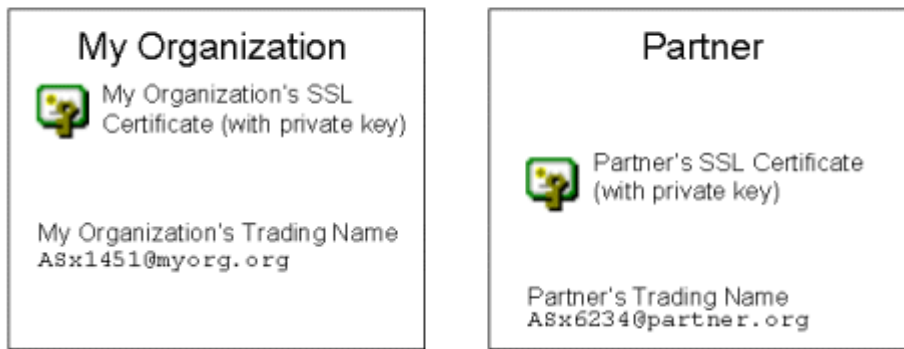 My Organization
My Organization's SSL
Certificate (with private key)
My Organization's Trading Name
ASx1451@myorg.org
Partner
Partner's SSL Certificate
(with private key)
Partner's Trading Name
ASx6234@partner.org